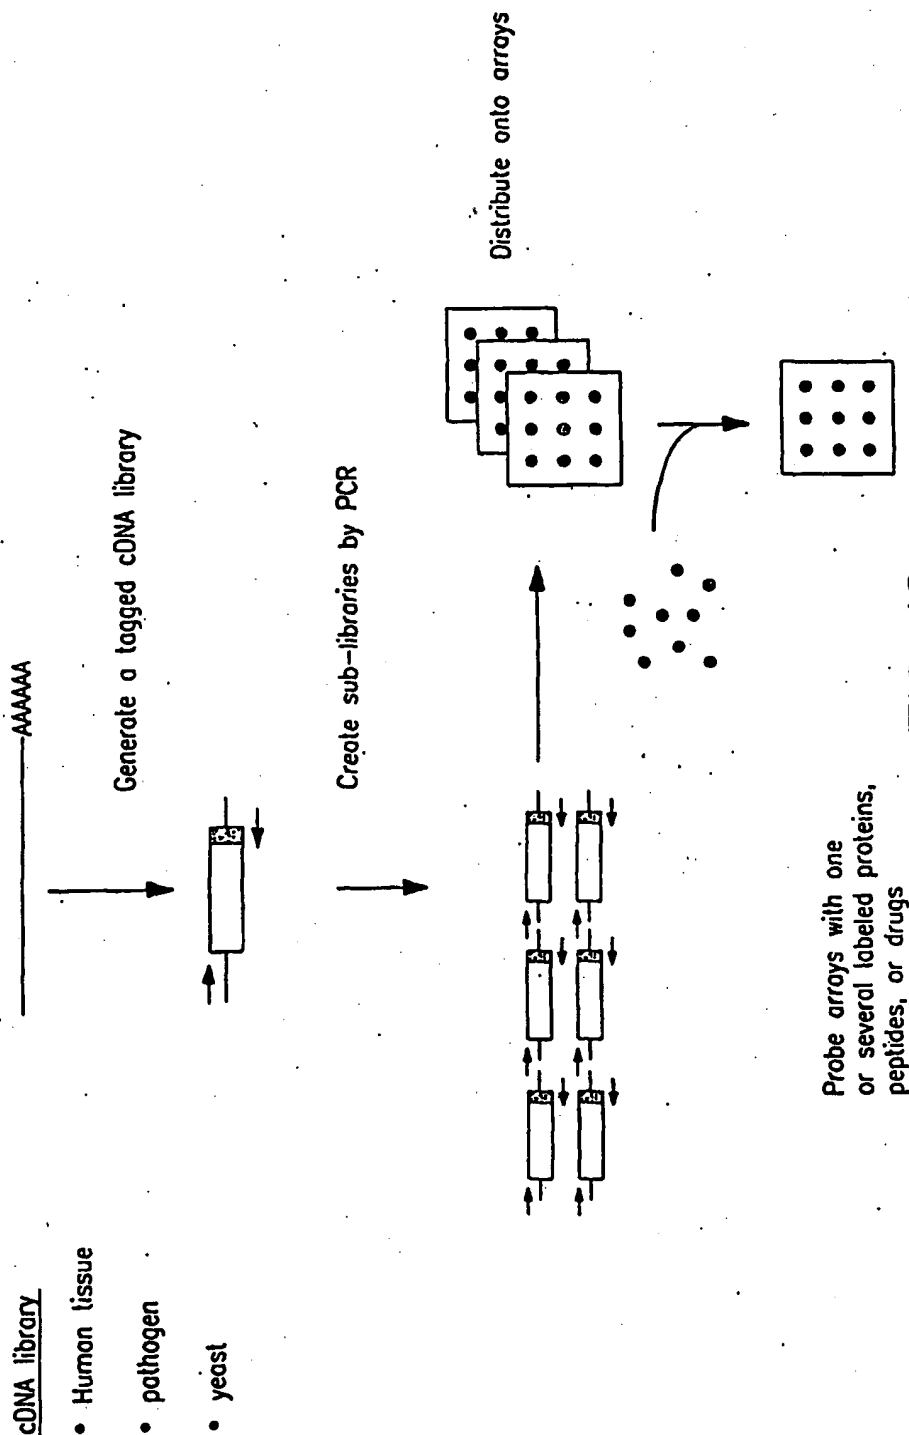 cDNA library
• Human tissue
• pathogen
• yeast
AAAAAA
Generate a tagged cDNA library
Create sub-libraries by PCR
Distribute onto arrays
Probe arrays with one
or several labeled proteins,
peptides, or drugs